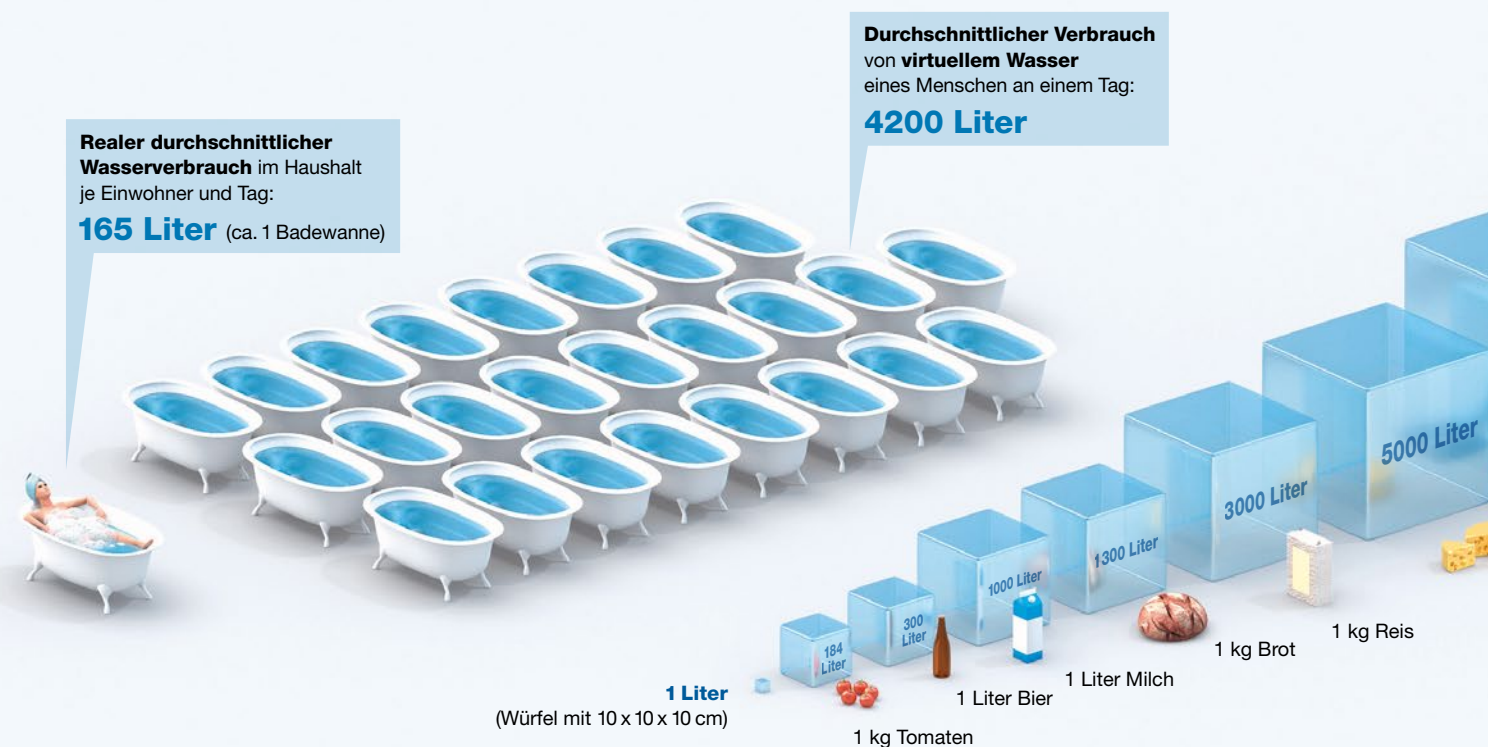 Durchschnittlicher Verbrauch
von virtuellem Wasser
eines Menschen an einem Tag:
4200 Liter
Realer durchschnittlicher
Wasserverbrauch im Haushalt
je Einwohner und Tag:
165 Liter (ca. 1 Badewanne)
1 Liter
(Würfel mit 10 x 10 x 10 cm)
184
Liter
1 kg Tomaten
300
Liter
1 Liter Bier
1000 Liter
1 Liter Milch
1300 Liter
1 kg Brot
3000 Liter
1 kg Reis
5000 Liter